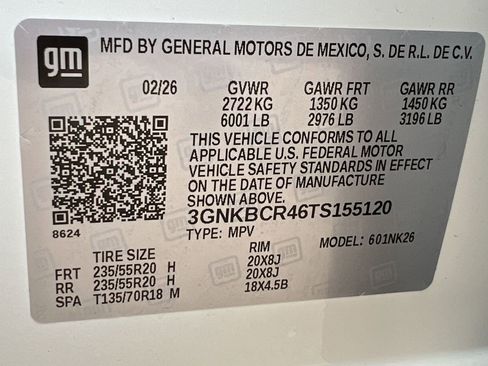 gm MFD BY GENERAL MOTORS DE MEXICO, S. DE R.L. DE C.V.
02/26 GVWR GAWR FRT GAWR RR
2722 KG 1350 KG 1450 KG
6001 LB 2976 LB 3196 LB
THIS VEHICLE CONFORMS TO ALL
APPLICABLE U.S. FEDERAL MOTOR
VEHICLE SAFETY STANDARDS IN EFFECT
ON THE DATE OF MANUFACTURE
SHOWN ABOVE.
3GNKBCR46TS155120
8624 TYPE: MPV MODEL: 601NK26
TIRE SIZE RIM
FRT 235/55R20 H 20X8J
RR 235/55R20 H 20X8J
SPA T135/70R18 M 18X4.5B